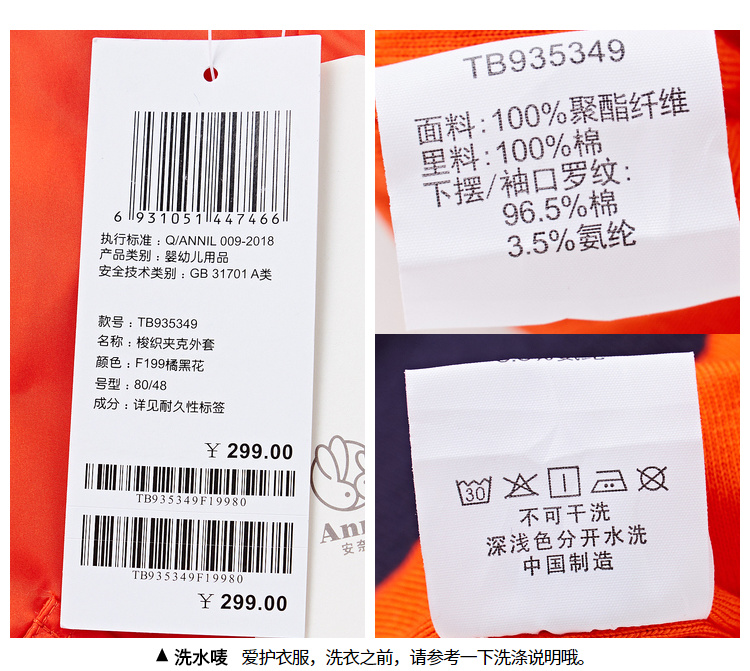 6 931051 447466
执行标准：Q/ANNIL 009-2018
产品类别：婴幼儿用品
安全技术类别：GB 31701 A类
款号：TB935349
名称：梭织夹克外套
颜色：F199橘黑花
号型：80/48
成分：详见耐久性标签
￥ 299.00
TB935349F19980
TB935349F19980
￥ 299.00
Ann
安奈
TB935349
面料：100%聚酯纤维
里料：100%棉
下摆/袖口罗纹：
96.5%棉
3.5%氨纶
30
不可干洗
深浅色分开水洗
中国制造
▲ 洗水唛 爱护衣服，洗衣之前，请参考一下洗涤说明哦。